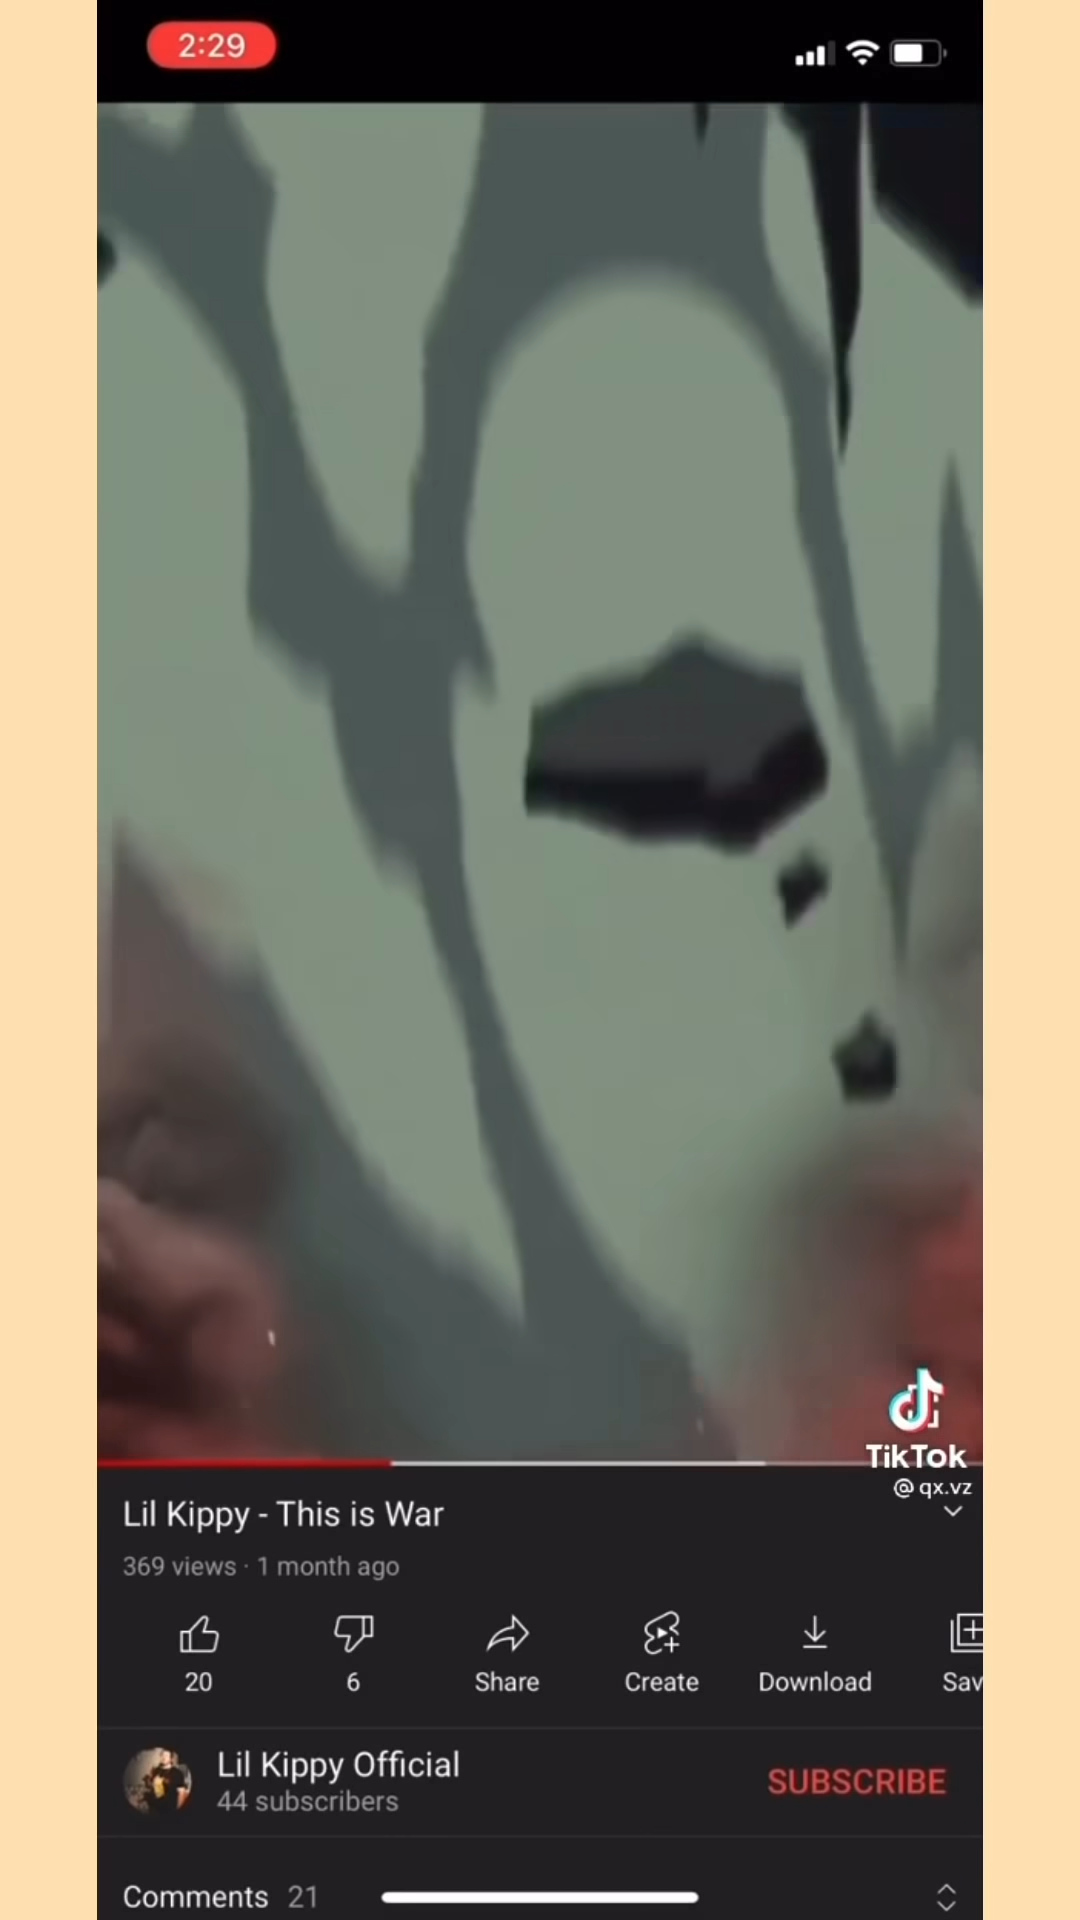 2:29
TikTok
@qx.vz
Lil Kippy - This is War
369 views · 1 month ago
20
6
Share
Create
Download
Sav
Lil Kippy Official
44 subscribers
SUBSCRIBE
Comments 21